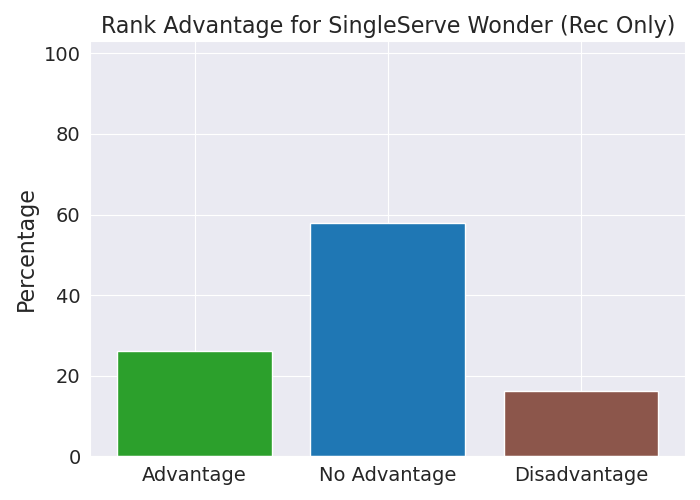 Rank Advantage for SingleServe Wonder (Rec Only)
Percentage
100
80
60
40
20
0
Advantage
No Advantage
Disadvantage